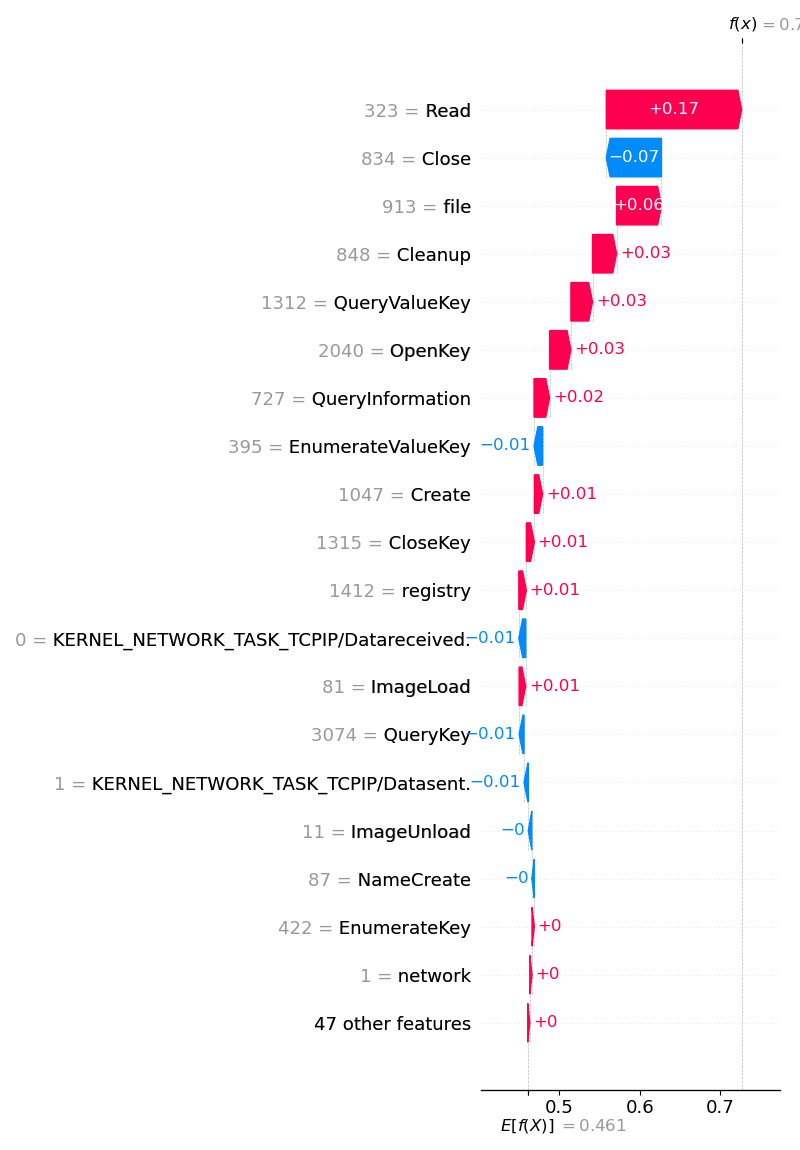 f(x) = 0.7
323 = Read +0.17
834 = Close −0.07
913 = file +0.06
848 = Cleanup +0.03
1312 = QueryValueKey +0.03
2040 = OpenKey +0.03
727 = QueryInformation +0.02
395 = EnumerateValueKey −0.01
1047 = Create +0.01
1315 = CloseKey +0.01
1412 = registry +0.01
0 = KERNEL_NETWORK_TASK_TCPIP/Datareceived. −0.01
81 = ImageLoad +0.01
3074 = QueryKey −0.01
1 = KERNEL_NETWORK_TASK_TCPIP/Datasent. −0.01
11 = ImageUnload −0
87 = NameCreate −0
422 = EnumerateKey +0
1 = network +0
47 other features +0
0.5 0.6 0.7
E[f(X)] = 0.461